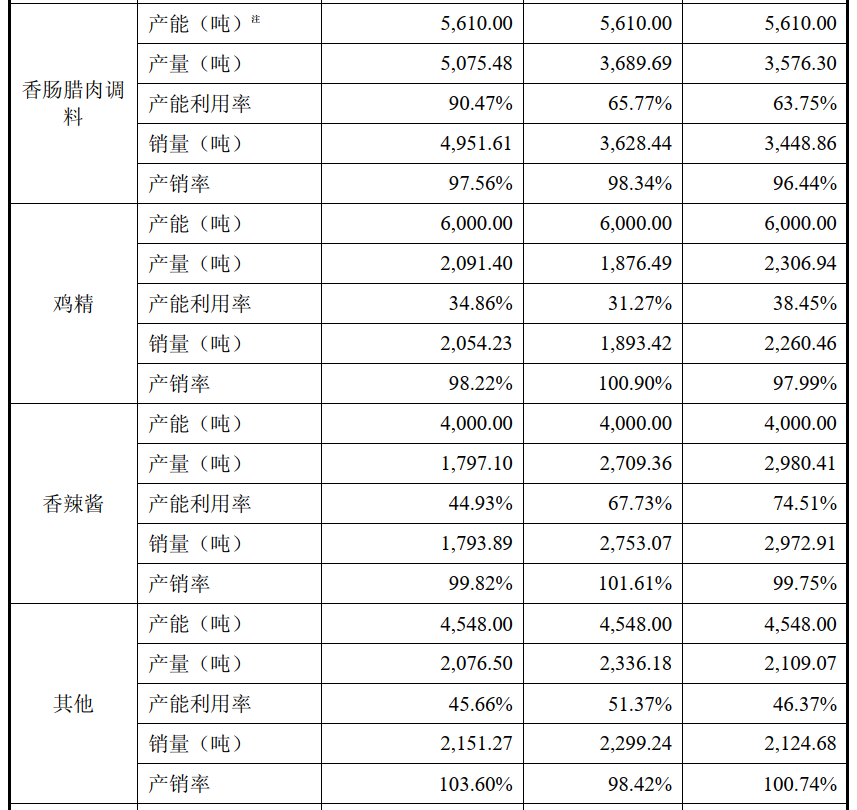 香肠腊肉调料
产能（吨）注 5,610.00 5,610.00 5,610.00
产量（吨） 5,075.48 3,689.69 3,576.30
产能利用率 90.47% 65.77% 63.75%
销量（吨） 4,951.61 3,628.44 3,448.86
产销率 97.56% 98.34% 96.44%
鸡精
产能（吨） 6,000.00 6,000.00 6,000.00
产量（吨） 2,091.40 1,876.49 2,306.94
产能利用率 34.86% 31.27% 38.45%
销量（吨） 2,054.23 1,893.42 2,260.46
产销率 98.22% 100.90% 97.99%
香辣酱
产能（吨） 4,000.00 4,000.00 4,000.00
产量（吨） 1,797.10 2,709.36 2,980.41
产能利用率 44.93% 67.73% 74.51%
销量（吨） 1,793.89 2,753.07 2,972.91
产销率 99.82% 101.61% 99.75%
其他
产能（吨） 4,548.00 4,548.00 4,548.00
产量（吨） 2,076.50 2,336.18 2,109.07
产能利用率 45.66% 51.37% 46.37%
销量（吨） 2,151.27 2,299.24 2,124.68
产销率 103.60% 98.42% 100.74%